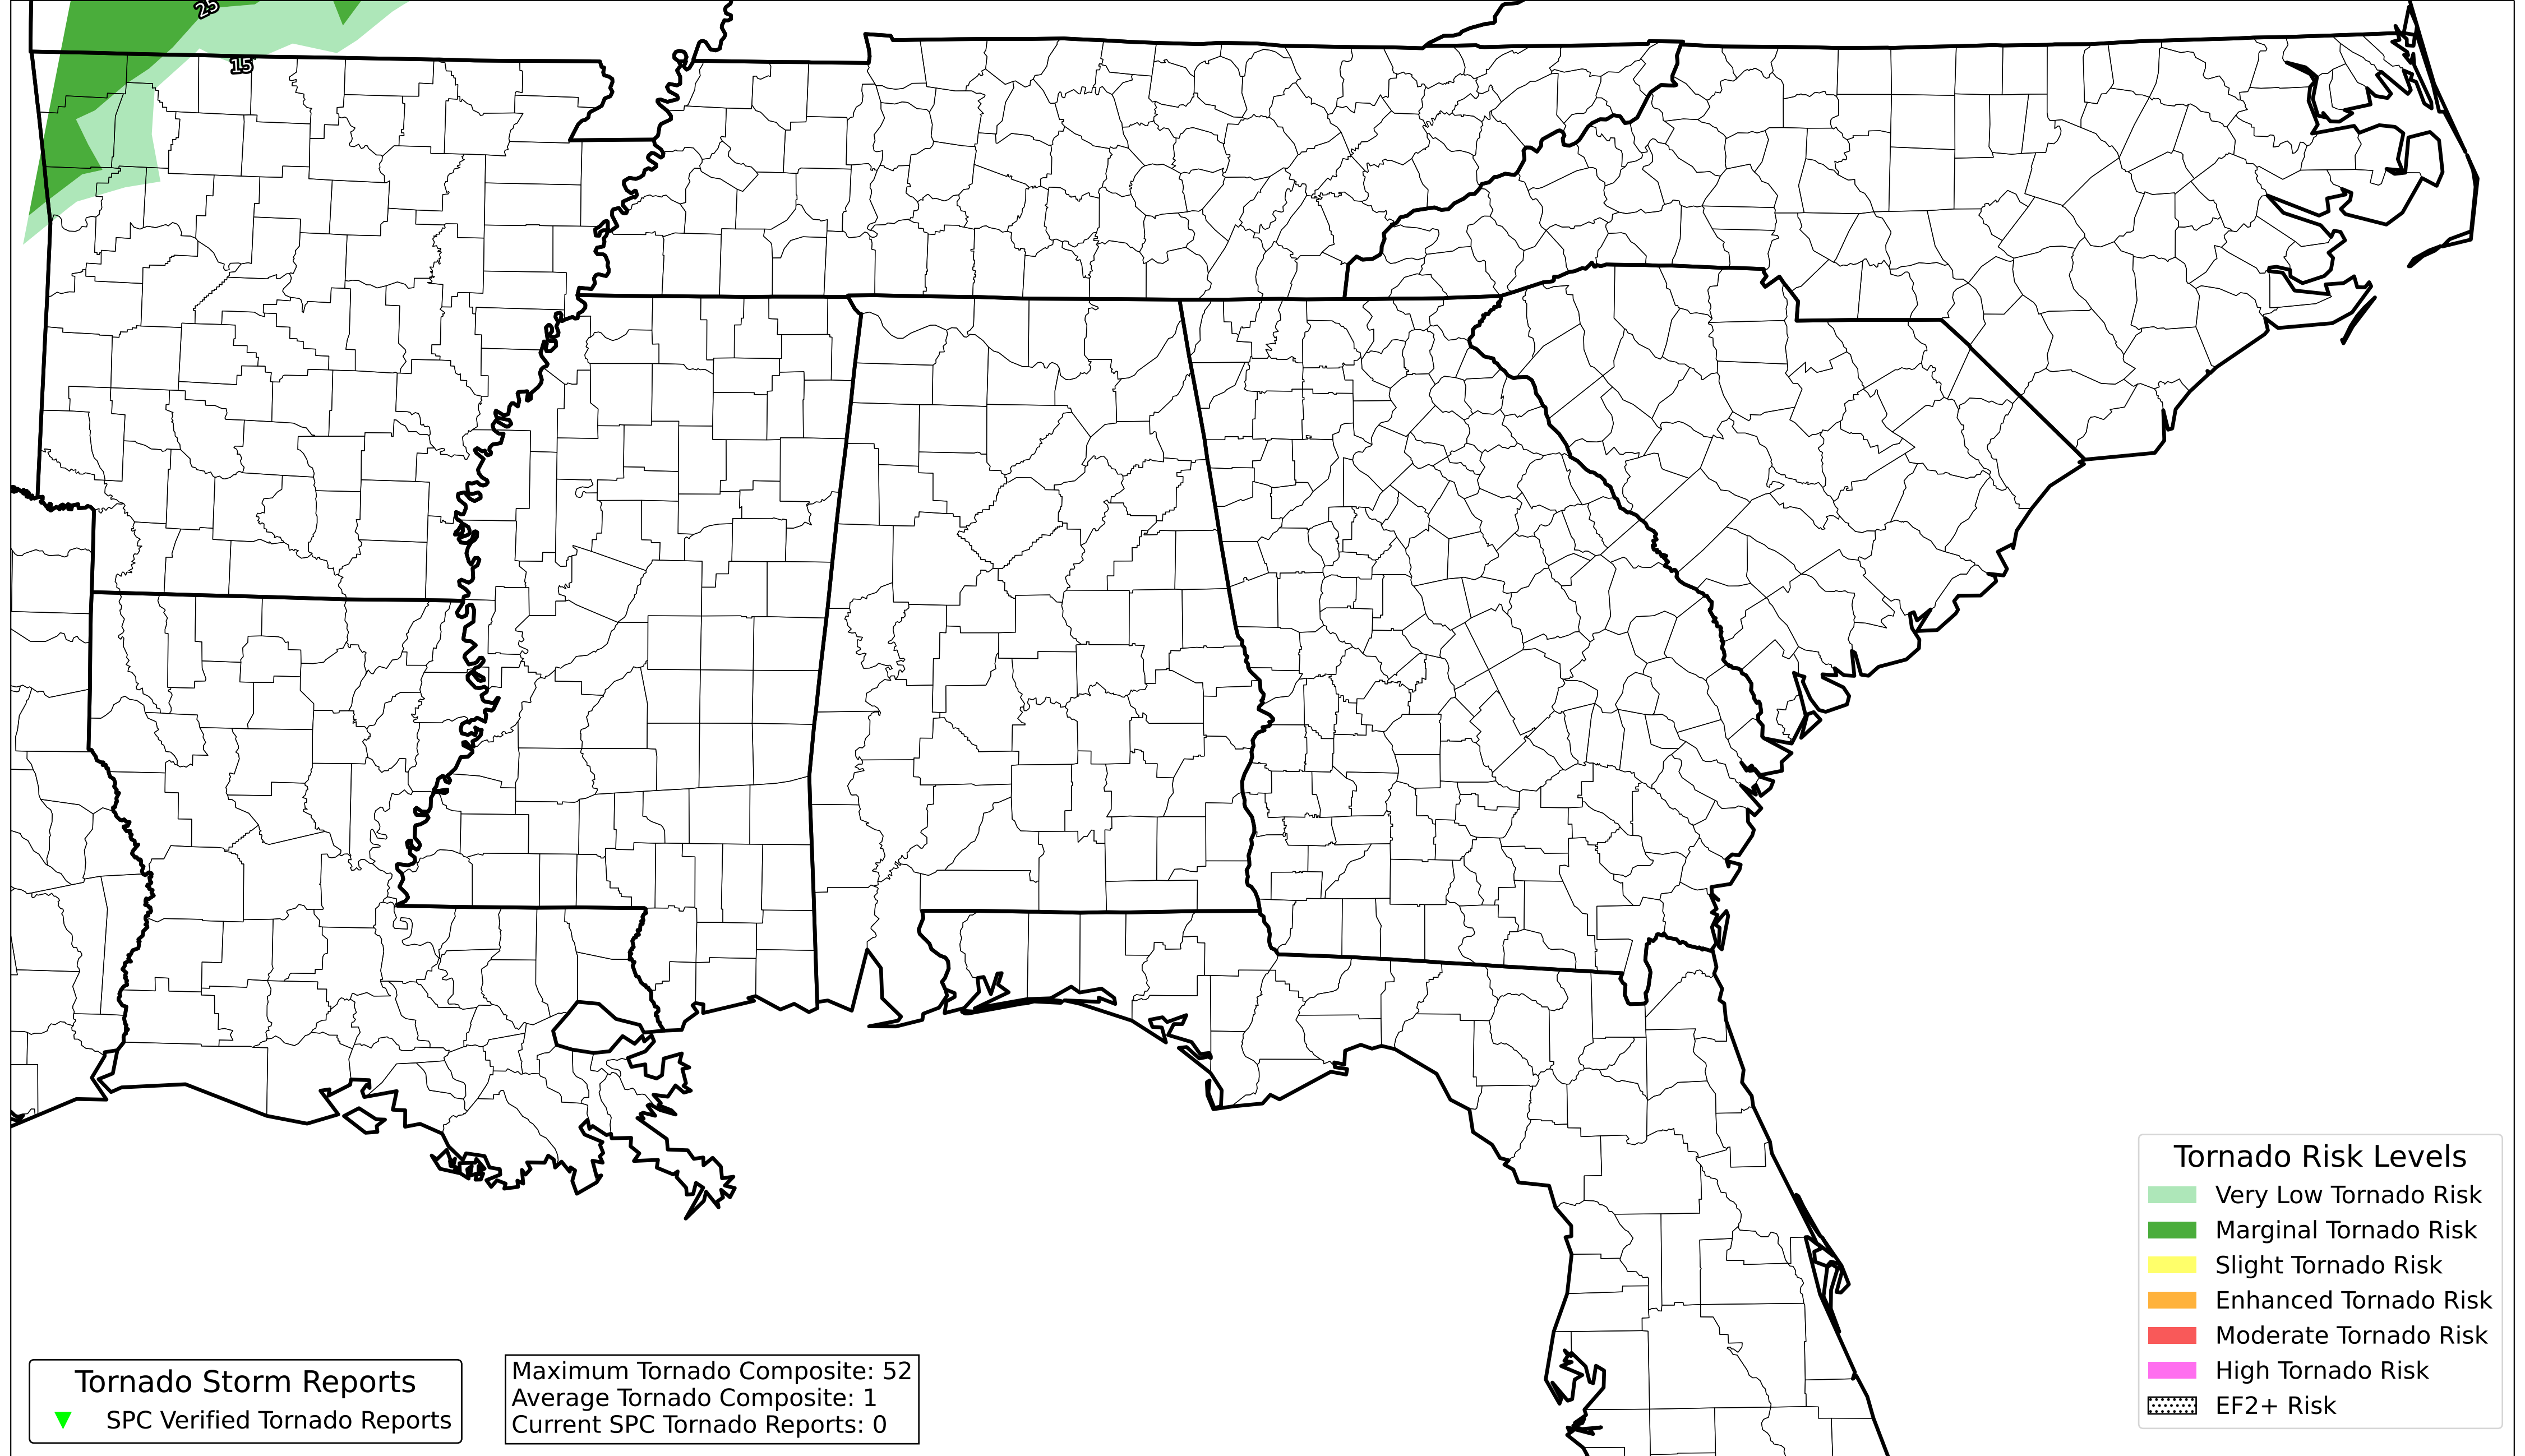 25
15
Tornado Risk Levels
Very Low Tornado Risk
Marginal Tornado Risk
Slight Tornado Risk
Enhanced Tornado Risk
Moderate Tornado Risk
High Tornado Risk
EF2+ Risk
Tornado Storm Reports
SPC Verified Tornado Reports
Maximum Tornado Composite: 52
Average Tornado Composite: 1
Current SPC Tornado Reports: 0